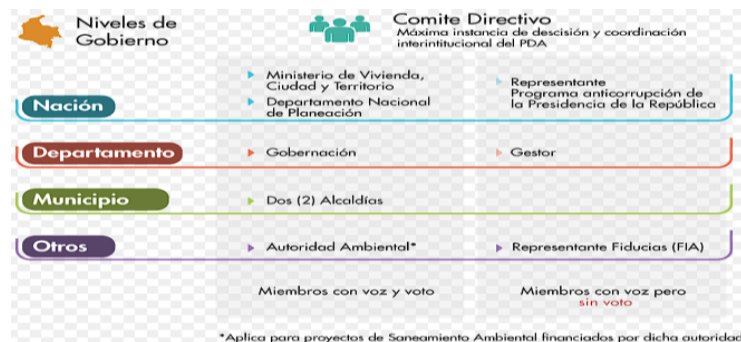 Niveles de
Gobierno
Comite Directivo
Máxima instancia de descisión y coordinación
interintitucional del PDA
Nación
Ministerio de Vivienda,
Ciudad y Territorio
Departamento Nacional
de Planeación
Representante
Programa anticorrupción de
la Presidencia de la República
Departamento
Gobernación
Gestor
Municipio
Dos (2) Alcaldías
Otros
Autoridad Ambiental*
Representante Fiducias (FIA)
Miembros con voz y voto
Miembros con voz pero
sin voto
*Aplica para proyectos de Saneamiento Ambiental financiados por dicha autoridad